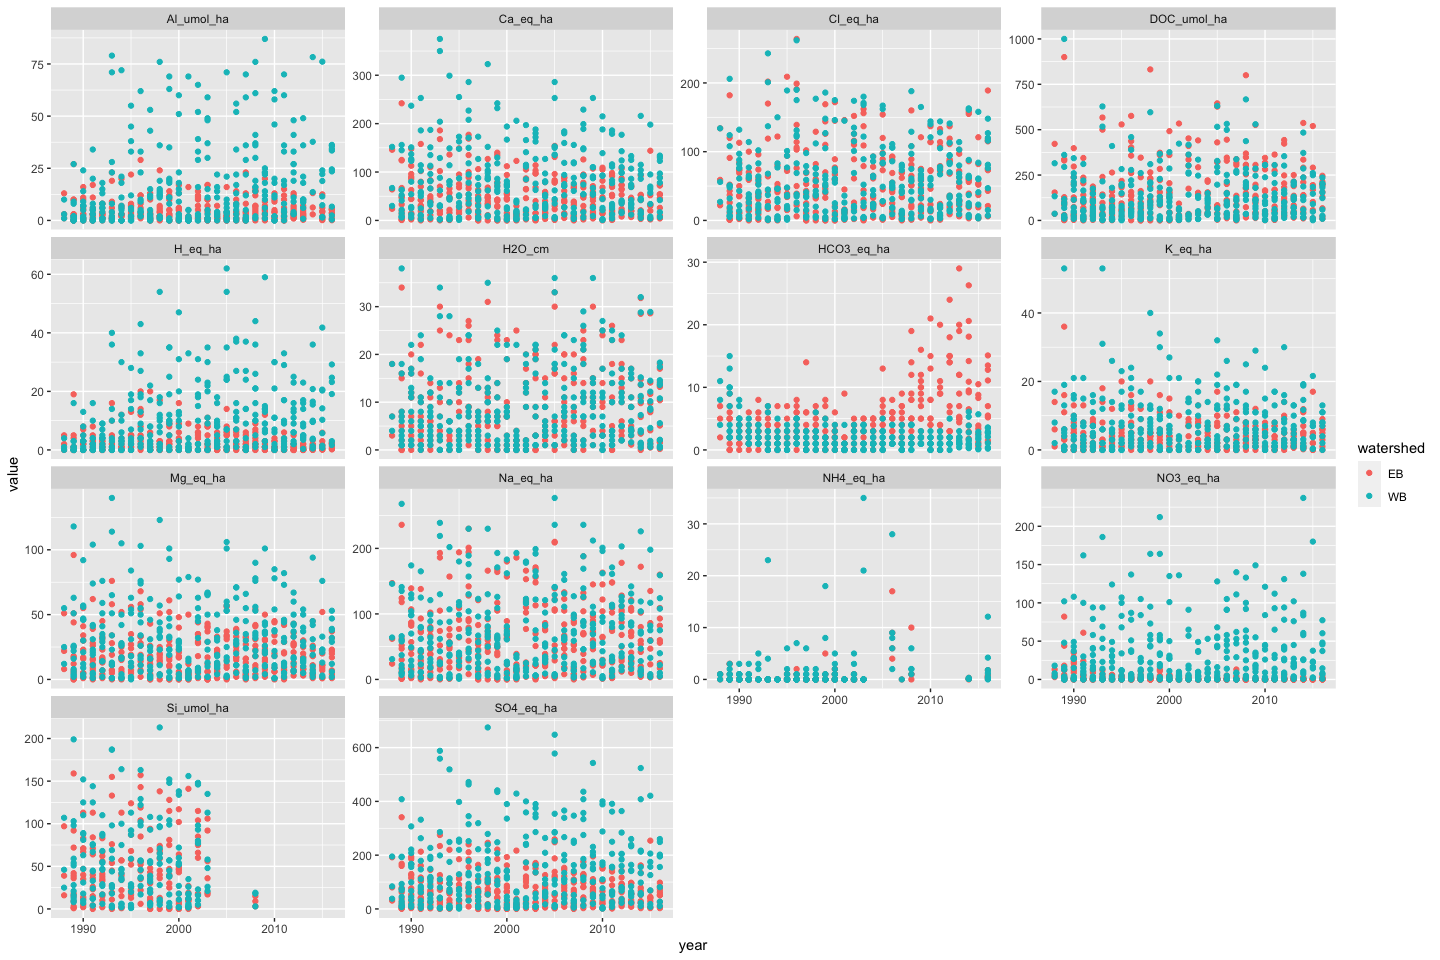 Al_umol_ha Ca_eq_ha Cl_eq_ha DOC_umol_ha
75 50 25 0
300 200 100 0
200 100 0
1000 750 500 250 0
H_eq_ha H2O_cm HCO3_eq_ha K_eq_ha
60 40 20 0
30 20 10 0
30 20 10 0
40 20 0
Mg_eq_ha Na_eq_ha NH4_eq_ha NO3_eq_ha
100 50 0
200 100 0
30 20 10 0
200 150 100 50 0
1990 2000 2010
1990 2000 2010
Si_umol_ha SO4_eq_ha
200 150 100 50 0
600 400 200 0
1990 2000 2010
1990 2000 2010
value
year
watershed
EB
WB